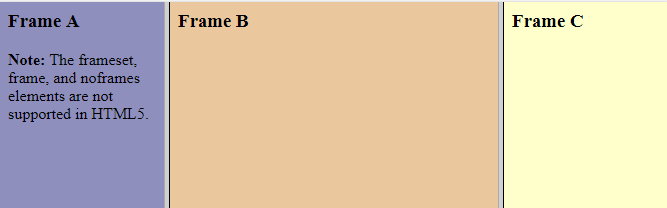 Frame A
Note: The frameset,
frame, and noframes
elements are not
supported in HTML5.
Frame B
Frame C